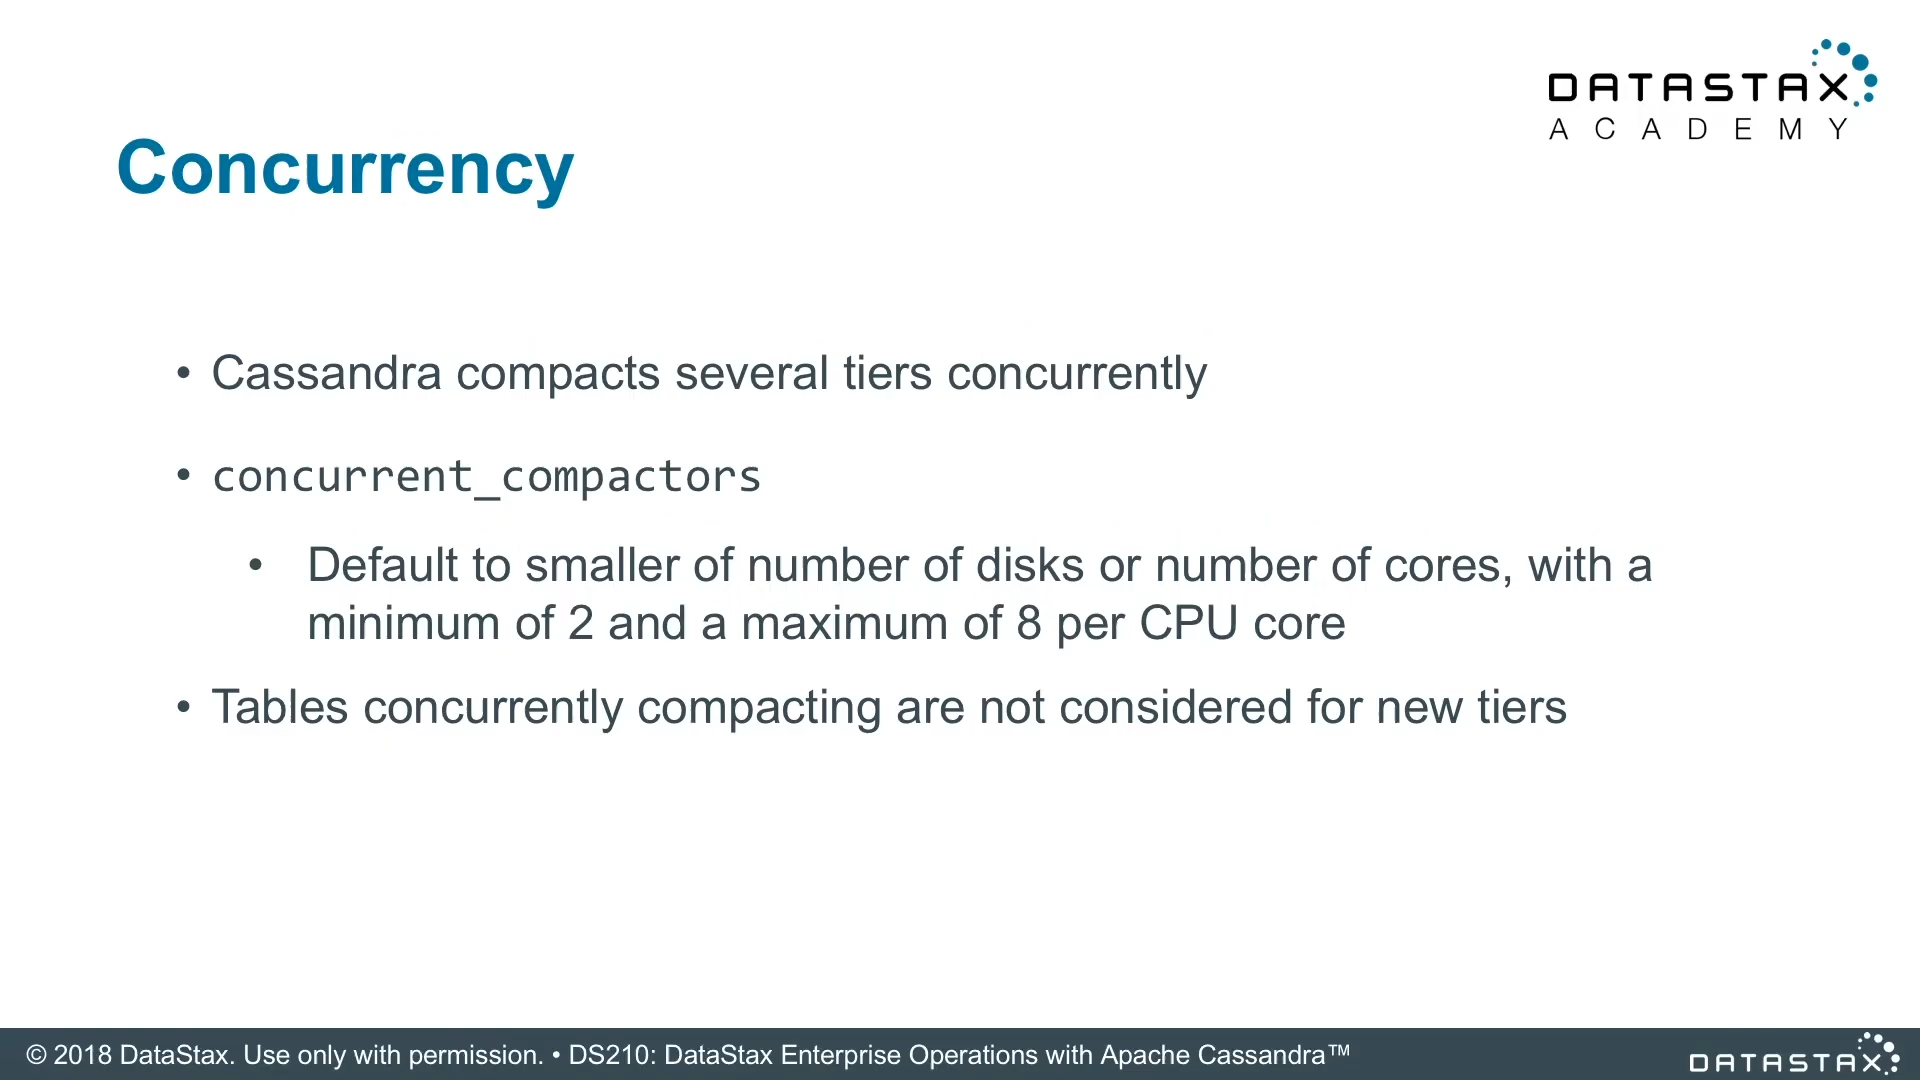 DATASTAX
ACADEMY
Concurrency
• Cassandra compacts several tiers concurrently
• concurrent_compactors
• Default to smaller of number of disks or number of cores, with a
minimum of 2 and a maximum of 8 per CPU core
• Tables concurrently compacting are not considered for new tiers
© 2018 DataStax. Use only with permission. • DS210: DataStax Enterprise Operations with Apache Cassandra™
DATASTAX